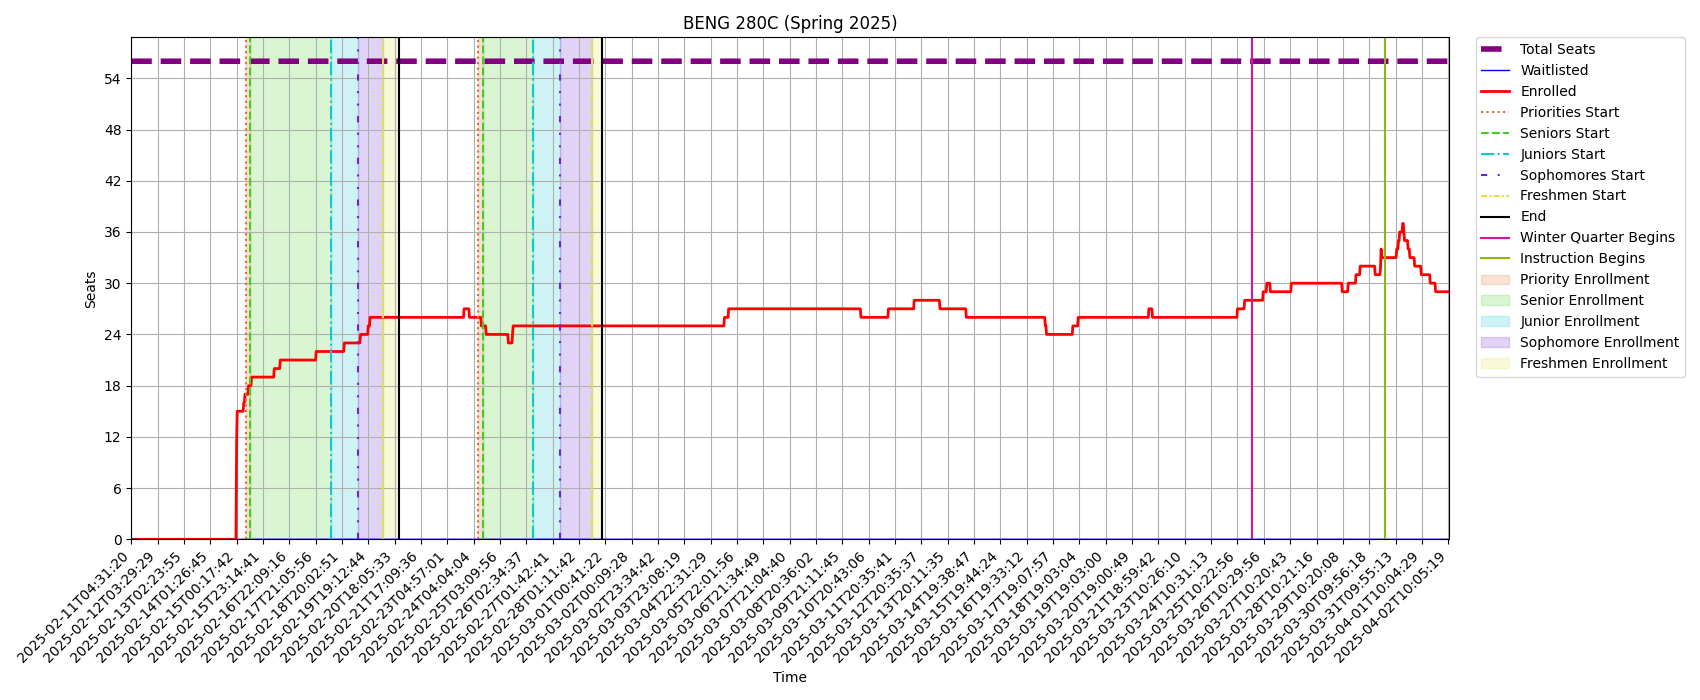 BENG 280C (Spring 2025)
Total Seats
Waitlisted
Enrolled
Priorities Start
Seniors Start
Juniors Start
Sophomores Start
Freshmen Start
End
Winter Quarter Begins
Instruction Begins
Priority Enrollment
Senior Enrollment
Junior Enrollment
Sophomore Enrollment
Freshmen Enrollment
Seats
54
48
42
36
30
24
18
12
6
0
2025-02-11T04:31:20
2025-02-12T03:29:29
2025-02-13T02:23:55
2025-02-14T01:26:45
2025-02-15T00:17:42
2025-02-15T23:14:41
2025-02-16T22:09:16
2025-02-17T21:05:56
2025-02-18T20:02:51
2025-02-19T19:12:44
2025-02-20T18:05:33
2025-02-21T17:09:36
2025-02-23T04:57:01
2025-02-24T04:04:04
2025-02-25T03:09:56
2025-02-26T02:34:37
2025-02-27T01:42:41
2025-02-28T01:11:42
2025-03-01T00:41:22
2025-03-02T00:09:28
2025-03-02T23:34:42
2025-03-03T23:08:19
2025-03-04T22:31:29
2025-03-05T22:01:56
2025-03-06T21:34:49
2025-03-07T21:04:40
2025-03-08T20:36:02
2025-03-09T21:11:45
2025-03-10T20:43:06
2025-03-11T20:35:41
2025-03-12T20:35:37
2025-03-13T20:11:35
2025-03-14T19:38:47
2025-03-15T19:44:24
2025-03-16T19:33:12
2025-03-17T19:07:57
2025-03-18T19:03:04
2025-03-19T19:03:00
2025-03-20T19:00:49
2025-03-21T18:59:42
2025-03-23T10:26:10
2025-03-24T10:31:13
2025-03-25T10:22:56
2025-03-26T10:29:56
2025-03-27T10:20:43
2025-03-28T10:21:16
2025-03-29T10:20:08
2025-03-30T09:56:18
2025-03-31T09:55:13
2025-04-01T10:04:29
2025-04-02T10:05:19
Time